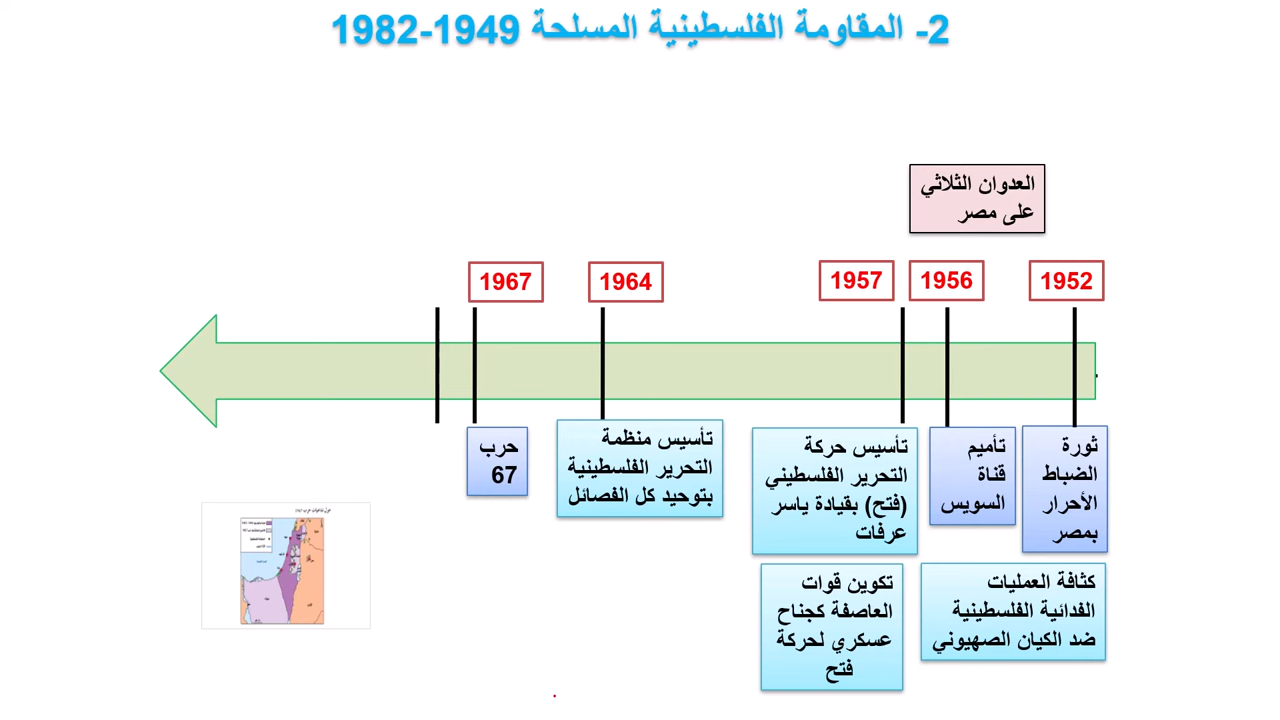 2- المقاومة الفلسطينية المسلحة 1949-1982
العدوان الثلاثي
على مصر
1952
1956
1957
1964
1967
ثورة
الضباط
الأحرار
بمصر
تأميم
قناة
السويس
تأسيس حركة
التحرير الفلسطيني
(فتح) بقيادة ياسر
عرفات
تأسيس منظمة
التحرير الفلسطينية
بتوحيد كل الفصائل
حرب
67
كثافة العمليات
الفدائية الفلسطينية
ضد الكيان الصهيوني
تكوين قوات
العاصفة كجناح
عسكري لحركة
فتح